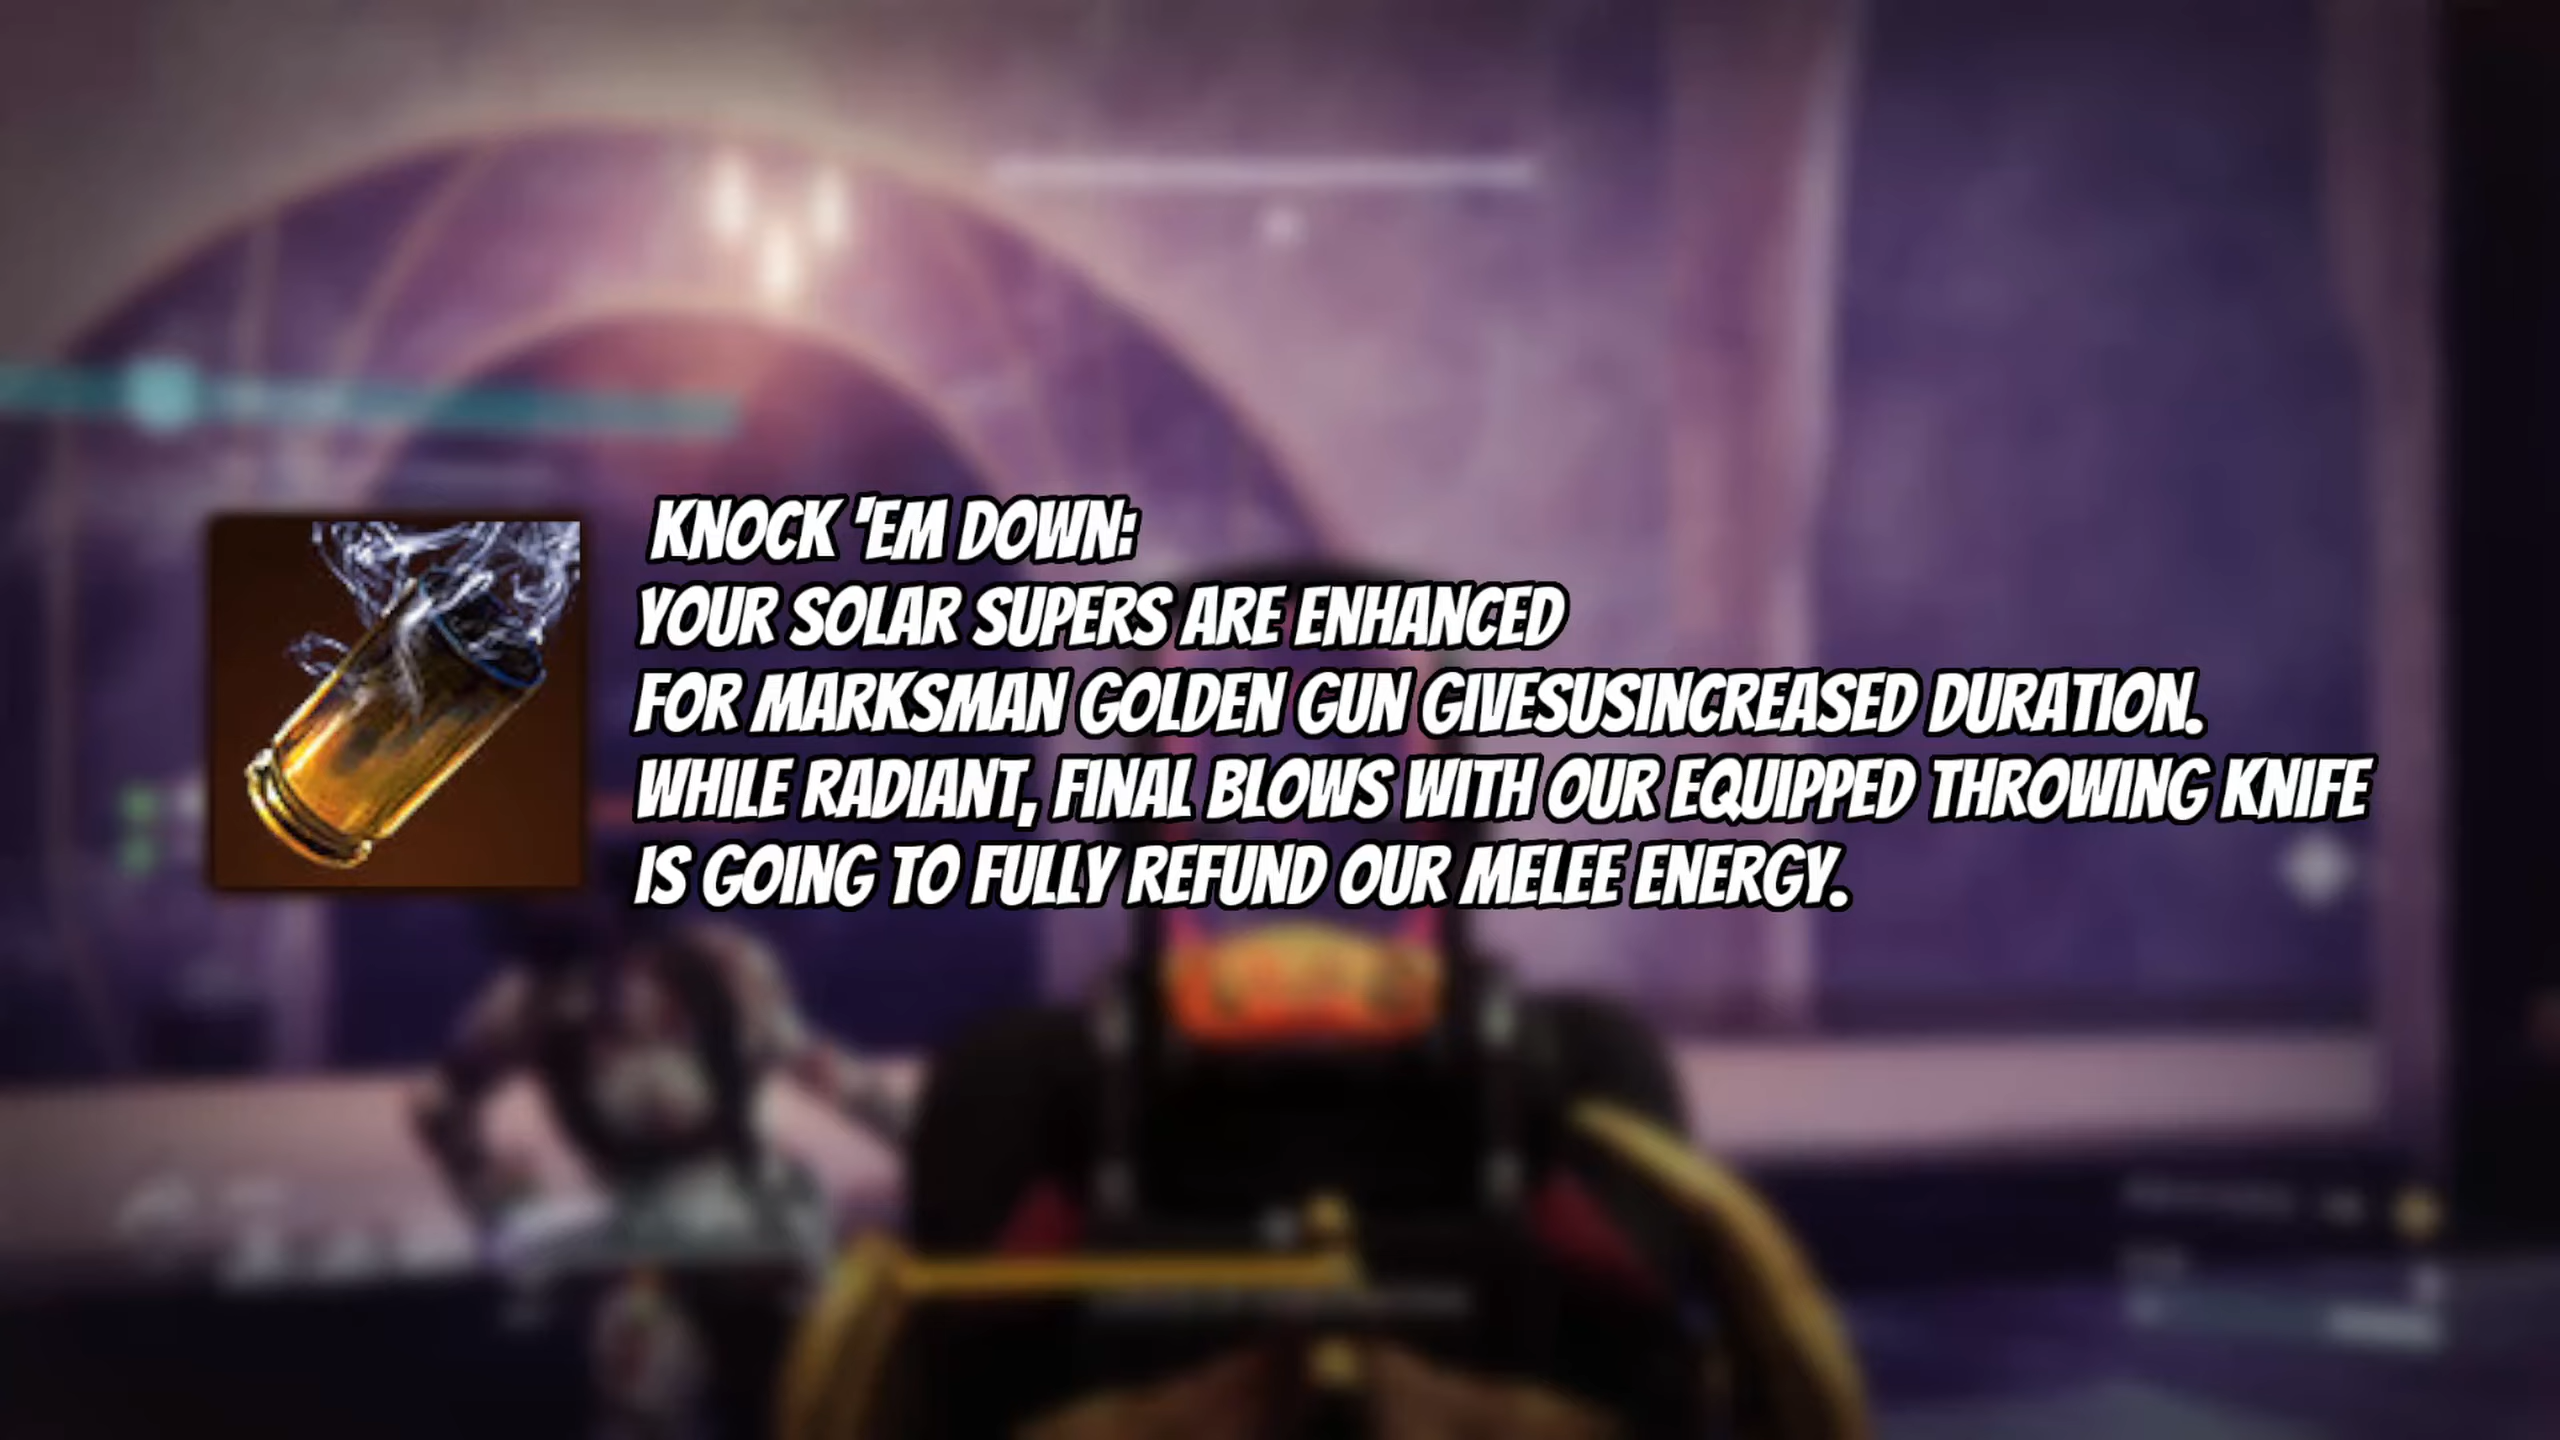 KNOCK 'EM DOWN:
YOUR SOLAR SUPERS ARE ENHANCED
FOR MARKSMAN GOLDEN GUN GIVESUSINCREASED DURATION.
WHILE RADIANT, FINAL BLOWS WITH OUR EQUIPPED THROWING KNIFE
IS GOING TO FULLY REFUND OUR MELEE ENERGY.